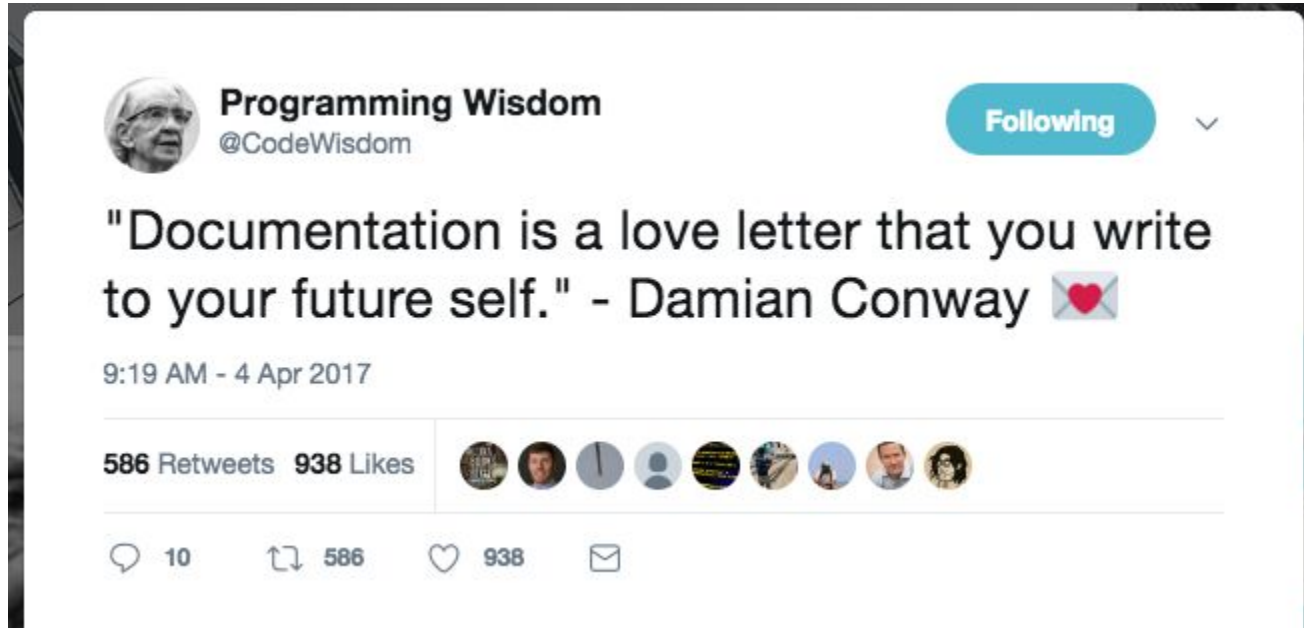 Programming Wisdom
@CodeWisdom
Following
"Documentation is a love letter that you write
to your future self." - Damian Conway 💌
9:19 AM - 4 Apr 2017
586 Retweets 938 Likes
10 586 938